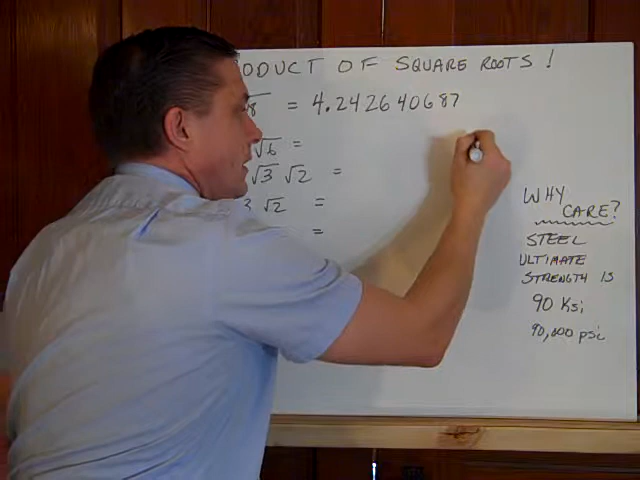 ODUCT OF SQUARE ROOTS !
√8 = 4.242640687
√6 =
√3 √2 =
3 √2 =
=
WHY
CARE?
STEEL
ULTIMATE
STRENGTH IS
90 Ksi
90,000 psi